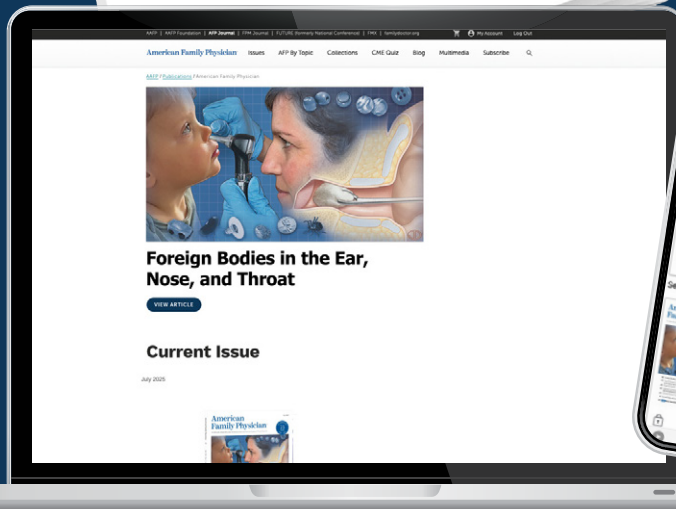 AAFP | AAFP Foundation | AFP Journal | FPM Journal | FUTURE (formerly National Conference) | FMX | familydoctor.org My Account Log Out
American Family Physician Issues AFP By Topic Collections CME Quiz Blog Multimedia Subscribe
AAFP / Publications / American Family Physician
Foreign Bodies in the Ear,
Nose, and Throat
VIEW ARTICLE
Current Issue
July 2025
American
Family Physician